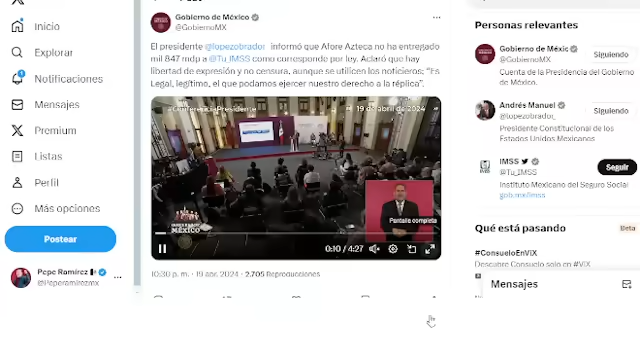 Inicio
Explorar
1
Notificaciones
Mensajes
Premium
Listas
Perfil
Más opciones
Postear
Pepe Ramírez
@Peperamirezmx
Gobierno de México
@GobiernoMX
El presidente @lopezobrador_ informó que Afore Azteca no ha entregado
mil 847 mdp a @Tu_IMSS como corresponde por ley. Aclaró que hay
libertad de expresión y no censura, aunque se utilicen los noticieros; "Es
Legal, legítimo, el que podamos ejercer nuestro derecho a la réplica".
#ConferenciaPresidente
19 de abril de 2024
MÉXICO
Pantalla completa
0:10 / 4:27
10:30 p. m. · 19 abr. 2024 · 2,705 Reproducciones
Personas relevantes
Gobierno de Méxic
@GobiernoMX
Siguiendo
Cuenta de la Presidencia del Gobierno
de México.
Andrés Manuel
@lopezobrador_
Siguiendo
Presidente Constitucional de los
Estados Unidos Mexicanos
IMSS
@Tu_IMSS
Seguir
Instituto Mexicano del Seguro Social
gob.mx/imss
Qué está pasando
Beta
#ConsueloEnViX
Descubre Consuelo solo en #ViX
Mensajes